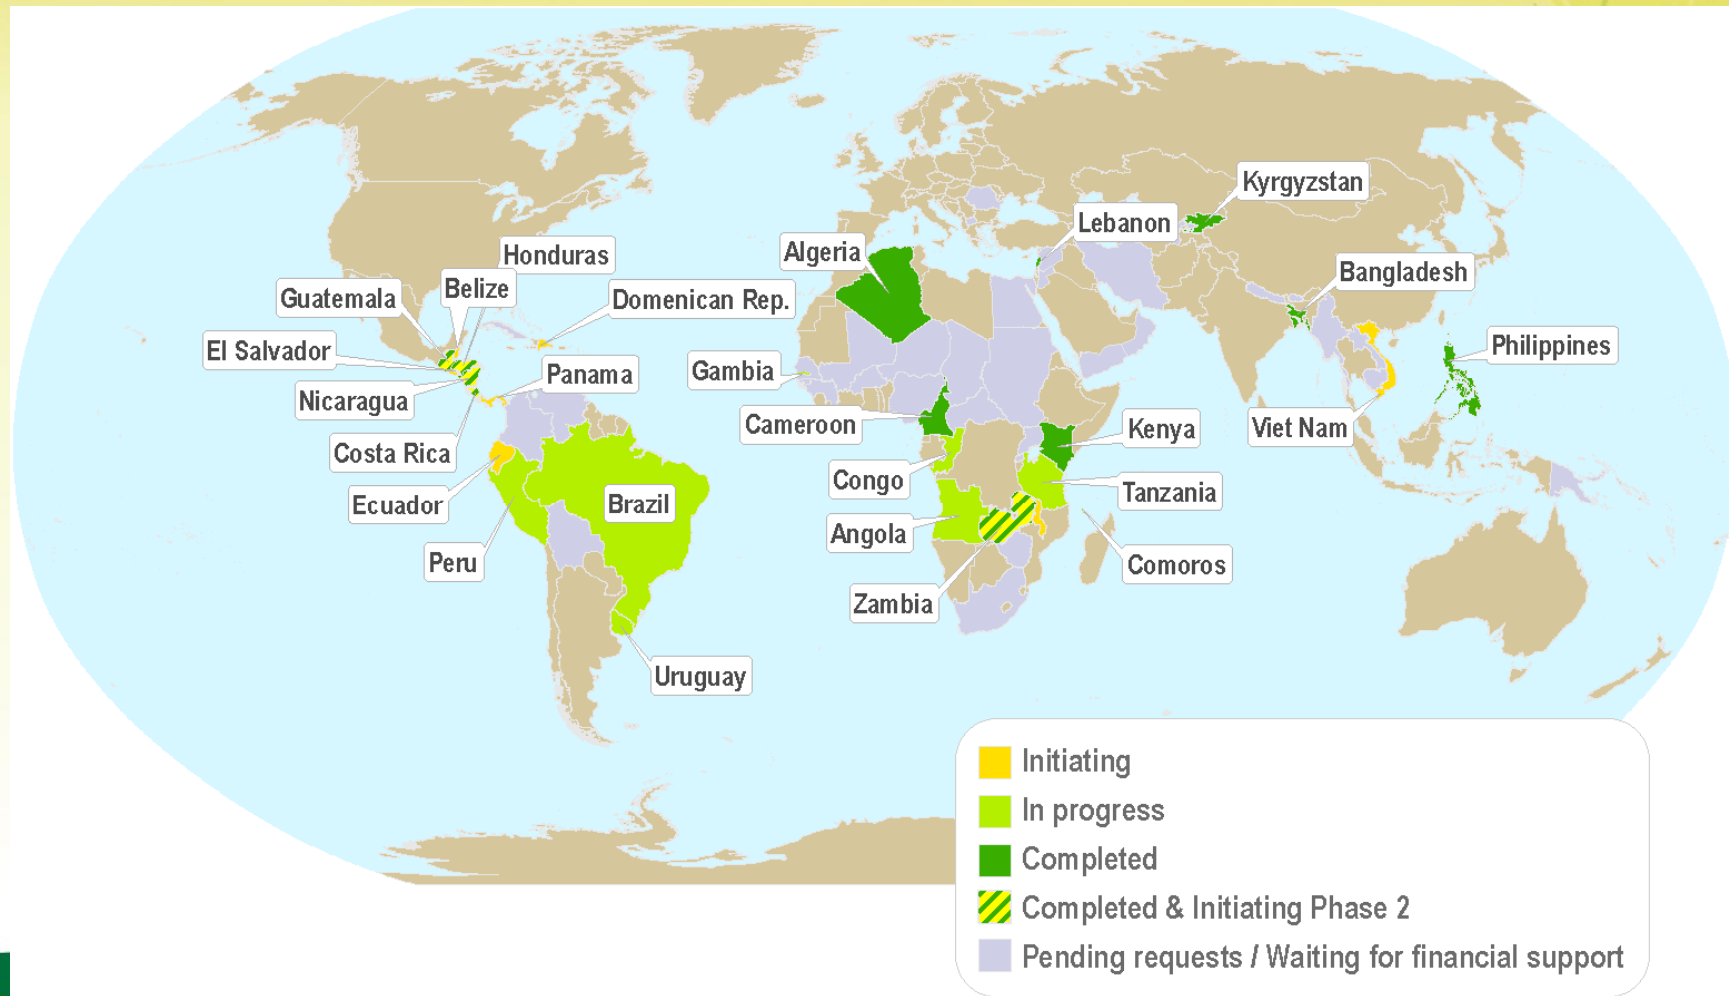 Kyrgyzstan
Lebanon
Algeria
Honduras
Bangladesh
Belize
Guatemala
Domenican Rep.
El Salvador
Philippines
Gambia
Panama
Nicaragua
Cameroon
Kenya
Viet Nam
Costa Rica
Congo
Tanzania
Ecuador
Brazil
Angola
Peru
Comoros
Zambia
Uruguay
Initiating
In progress
Completed
Completed & Initiating Phase 2
Pending requests / Waiting for financial support